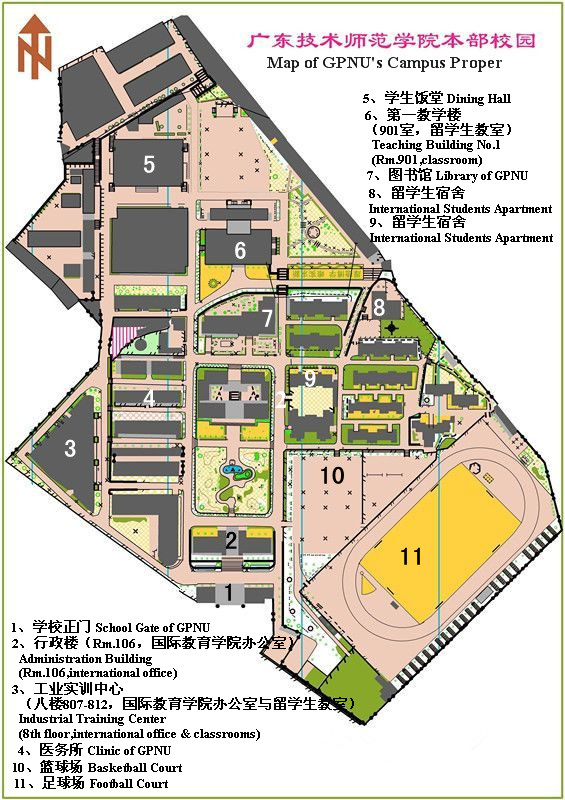 广东技术师范学院本部校园
Map of GPNU's Campus Proper
5、学生饭堂 Dining Hall
6、第一教学楼
（901室，留学生教室）
Teaching Building No.1
(Rm.901,classroom)
7、图书馆 Library of GPNU
8、留学生宿舍
International Students Apartment
9、留学生宿舍
International Students Apartment
5
6
7
8
9
4
3
10
11
2
1
1、学校正门 School Gate of GPNU
2、行政楼（Rm.106，国际教育学院办公室）
Administration Building
(Rm.106,international office)
3、工业实训中心
（八楼807-812，国际教育学院办公室与留学生教室）
Industrial Training Center
(8th floor,international office & classrooms)
4、医务所 Clinic of GPNU
10、篮球场 Basketball Court
11、足球场 Football Court